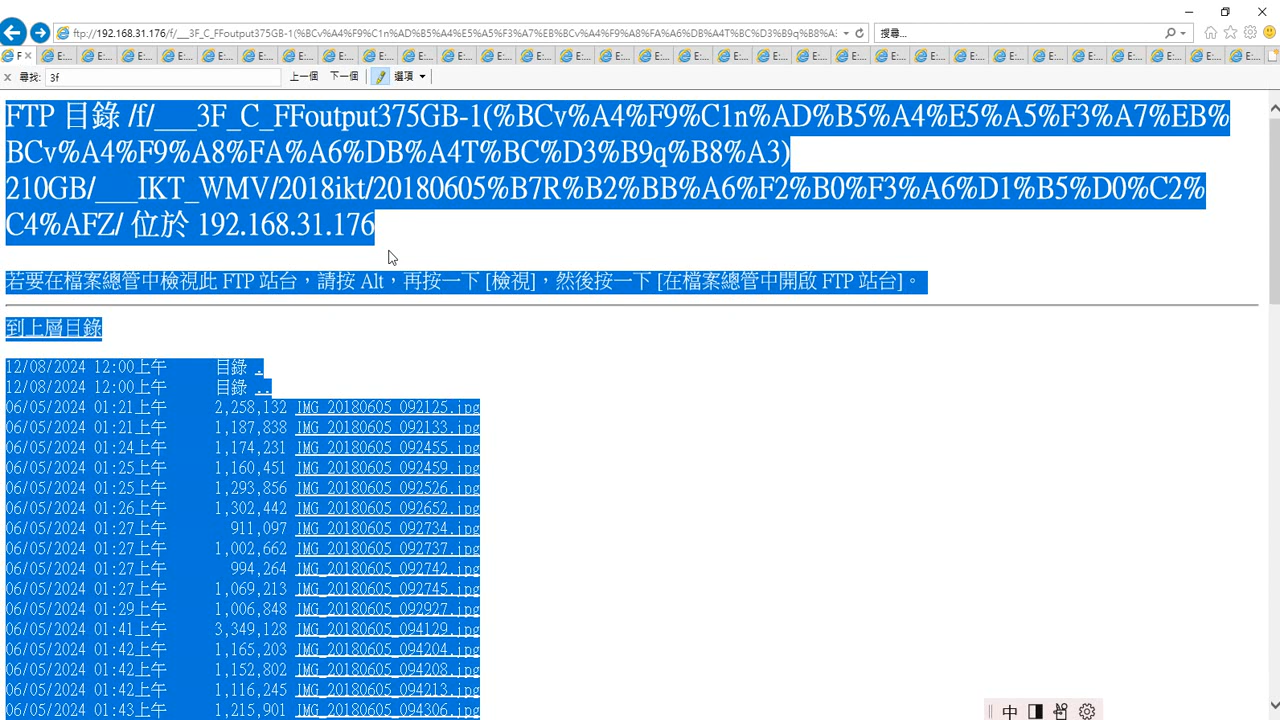 ftp://192.168.31.176/f/___3F_C_FFoutput375GB-1(%BCv%A4%F9%C1n%AD%B5%A4%E5%A5%F3%A7%EB%BCv%A4%F9%A8%FA%A6%DB%A4T%BC%D3%B9q%B8%A3
搜尋...
尋找: 3f 上一個 下一個 選項
FTP 目錄 /f/___3F_C_FFoutput375GB-1(%BCv%A4%F9%C1n%AD%B5%A4%E5%A5%F3%A7%EB%
BCv%A4%F9%A8%FA%A6%DB%A4T%BC%D3%B9q%B8%A3)
210GB/___IKT_WMV/2018ikt/20180605%B7R%B2%BB%A6%F2%B0%F3%A6%D1%B5%D0%C2%
C4%AFZ/ 位於 192.168.31.176
若要在檔案總管中檢視此 FTP 站台，請按 Alt，再按一下 [檢視]，然後按一下 [在檔案總管中開啟 FTP 站台]。
到上層目錄
12/08/2024 12:00上午 目錄 .
12/08/2024 12:00上午 目錄 ..
06/05/2024 01:21上午 2,258,132 IMG_20180605_092125.jpg
06/05/2024 01:21上午 1,187,838 IMG_20180605_092133.jpg
06/05/2024 01:24上午 1,174,231 IMG_20180605_092455.jpg
06/05/2024 01:25上午 1,160,451 IMG_20180605_092459.jpg
06/05/2024 01:25上午 1,293,856 IMG_20180605_092526.jpg
06/05/2024 01:26上午 1,302,442 IMG_20180605_092652.jpg
06/05/2024 01:27上午 911,097 IMG_20180605_092734.jpg
06/05/2024 01:27上午 1,002,662 IMG_20180605_092737.jpg
06/05/2024 01:27上午 994,264 IMG_20180605_092742.jpg
06/05/2024 01:27上午 1,069,213 IMG_20180605_092745.jpg
06/05/2024 01:29上午 1,006,848 IMG_20180605_092927.jpg
06/05/2024 01:41上午 3,349,128 IMG_20180605_094129.jpg
06/05/2024 01:42上午 1,165,203 IMG_20180605_094204.jpg
06/05/2024 01:42上午 1,152,802 IMG_20180605_094208.jpg
06/05/2024 01:42上午 1,116,245 IMG_20180605_094213.jpg
06/05/2024 01:43上午 1,215,901 IMG_20180605_094306.jpg
中